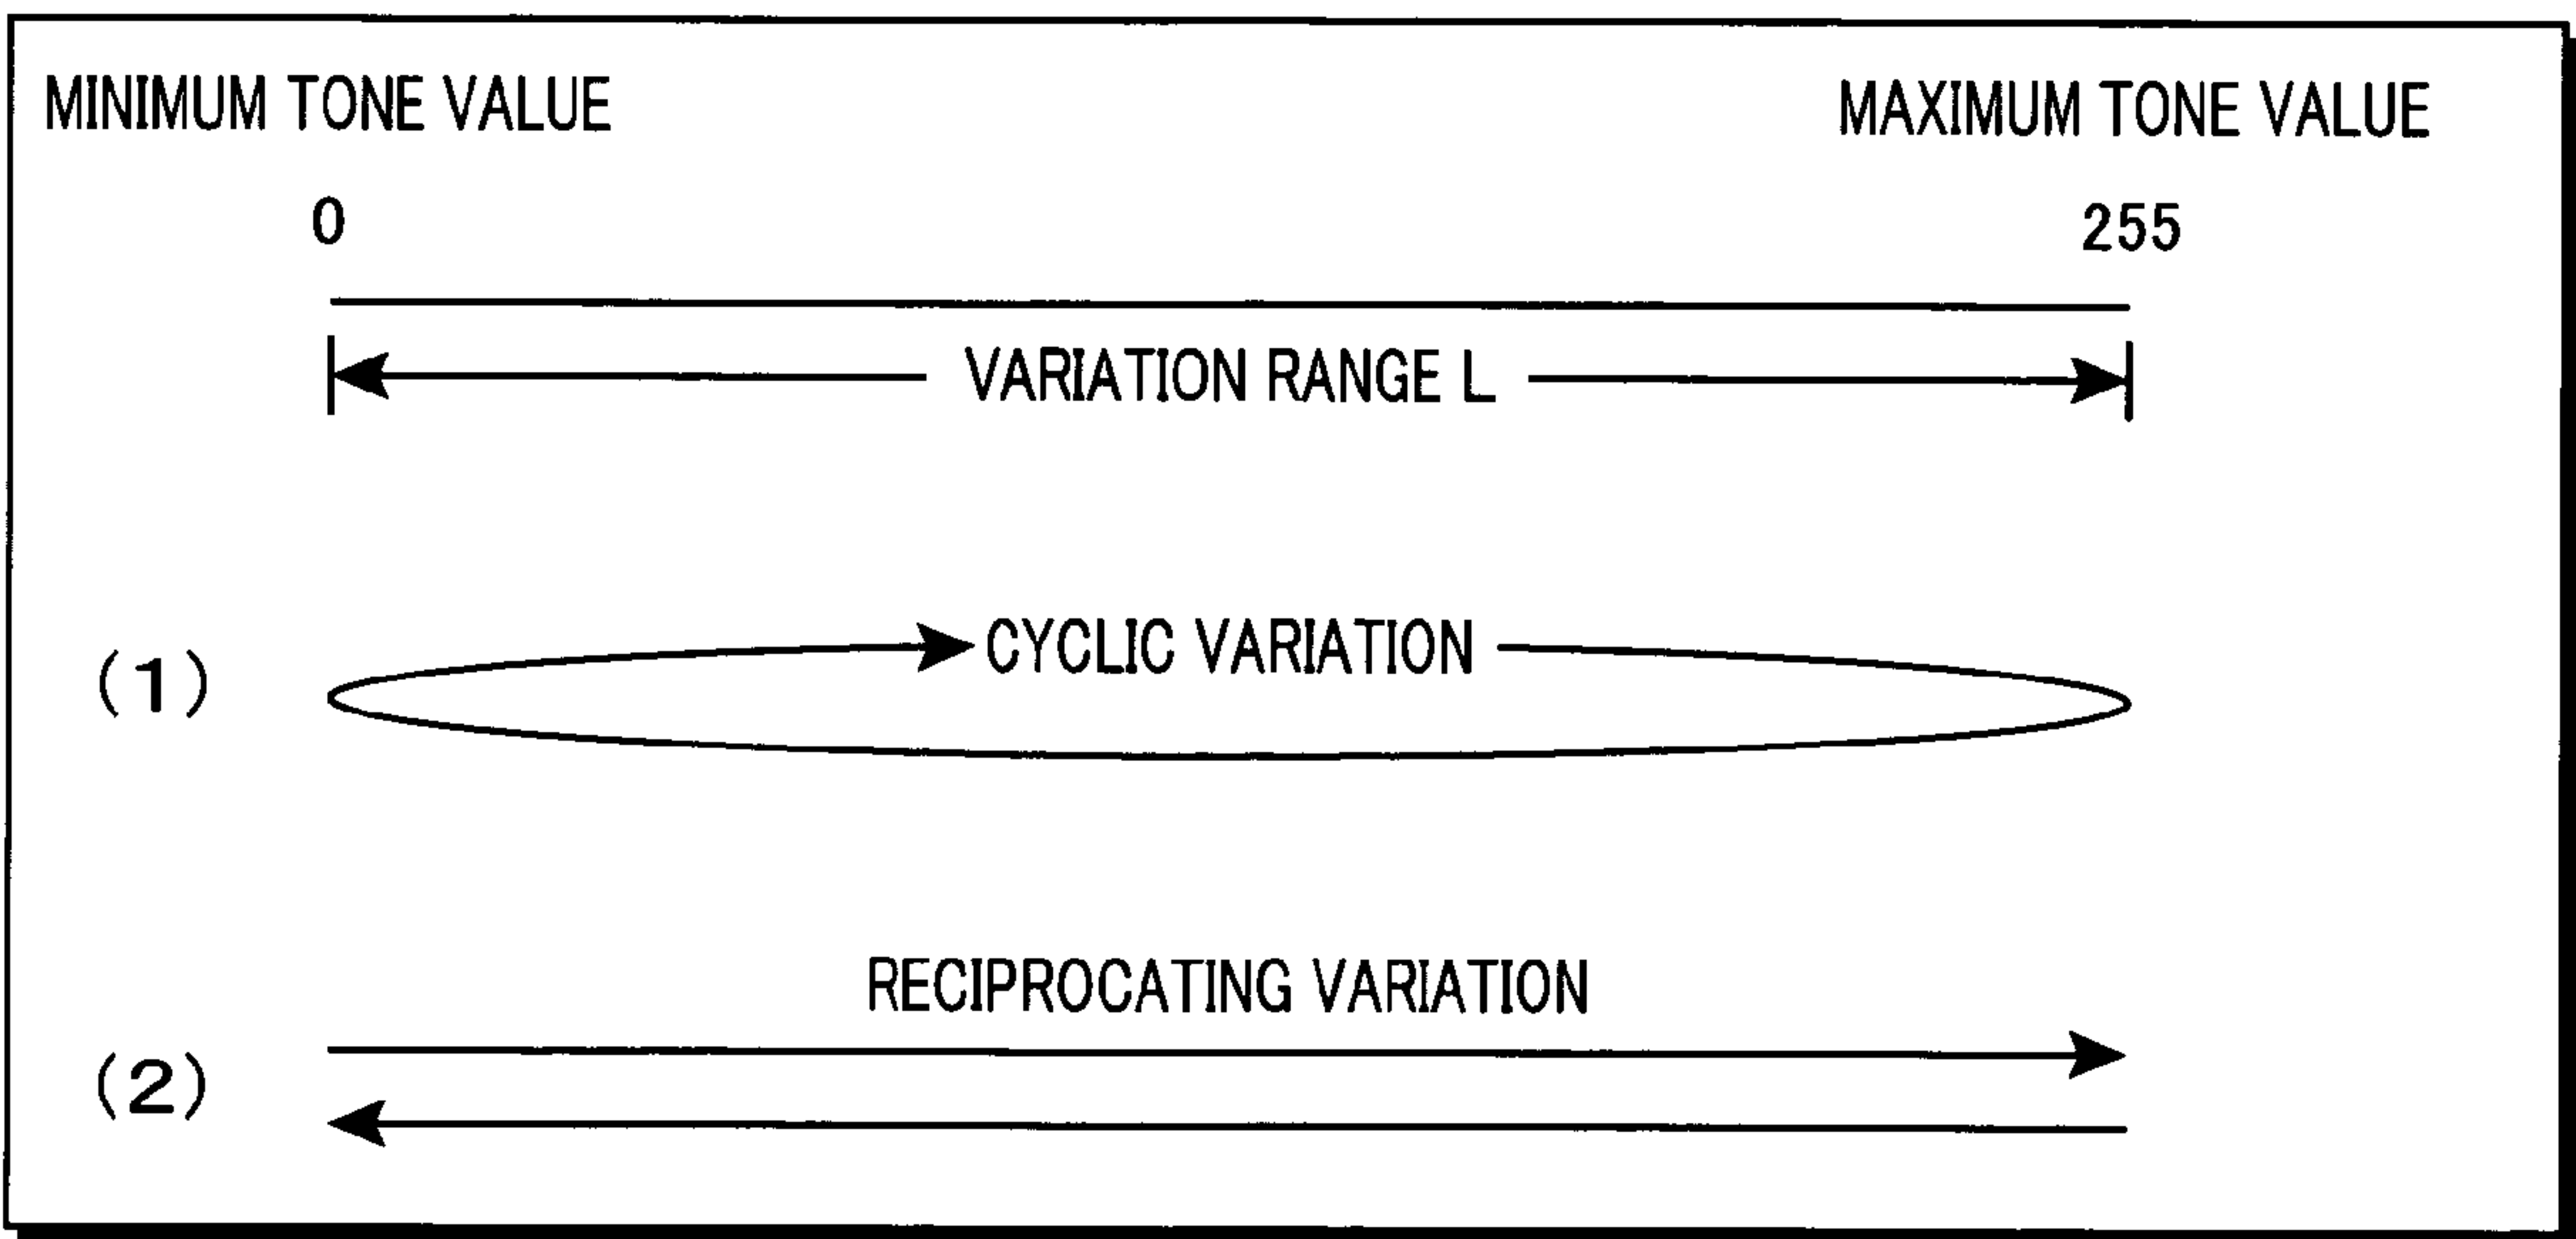 MINIMUM TONE VALUE MAXIMUM TONE VALUE
0 255
VARIATION RANGE L
(1) CYCLIC VARIATION
RECIPROCATING VARIATION
(2)